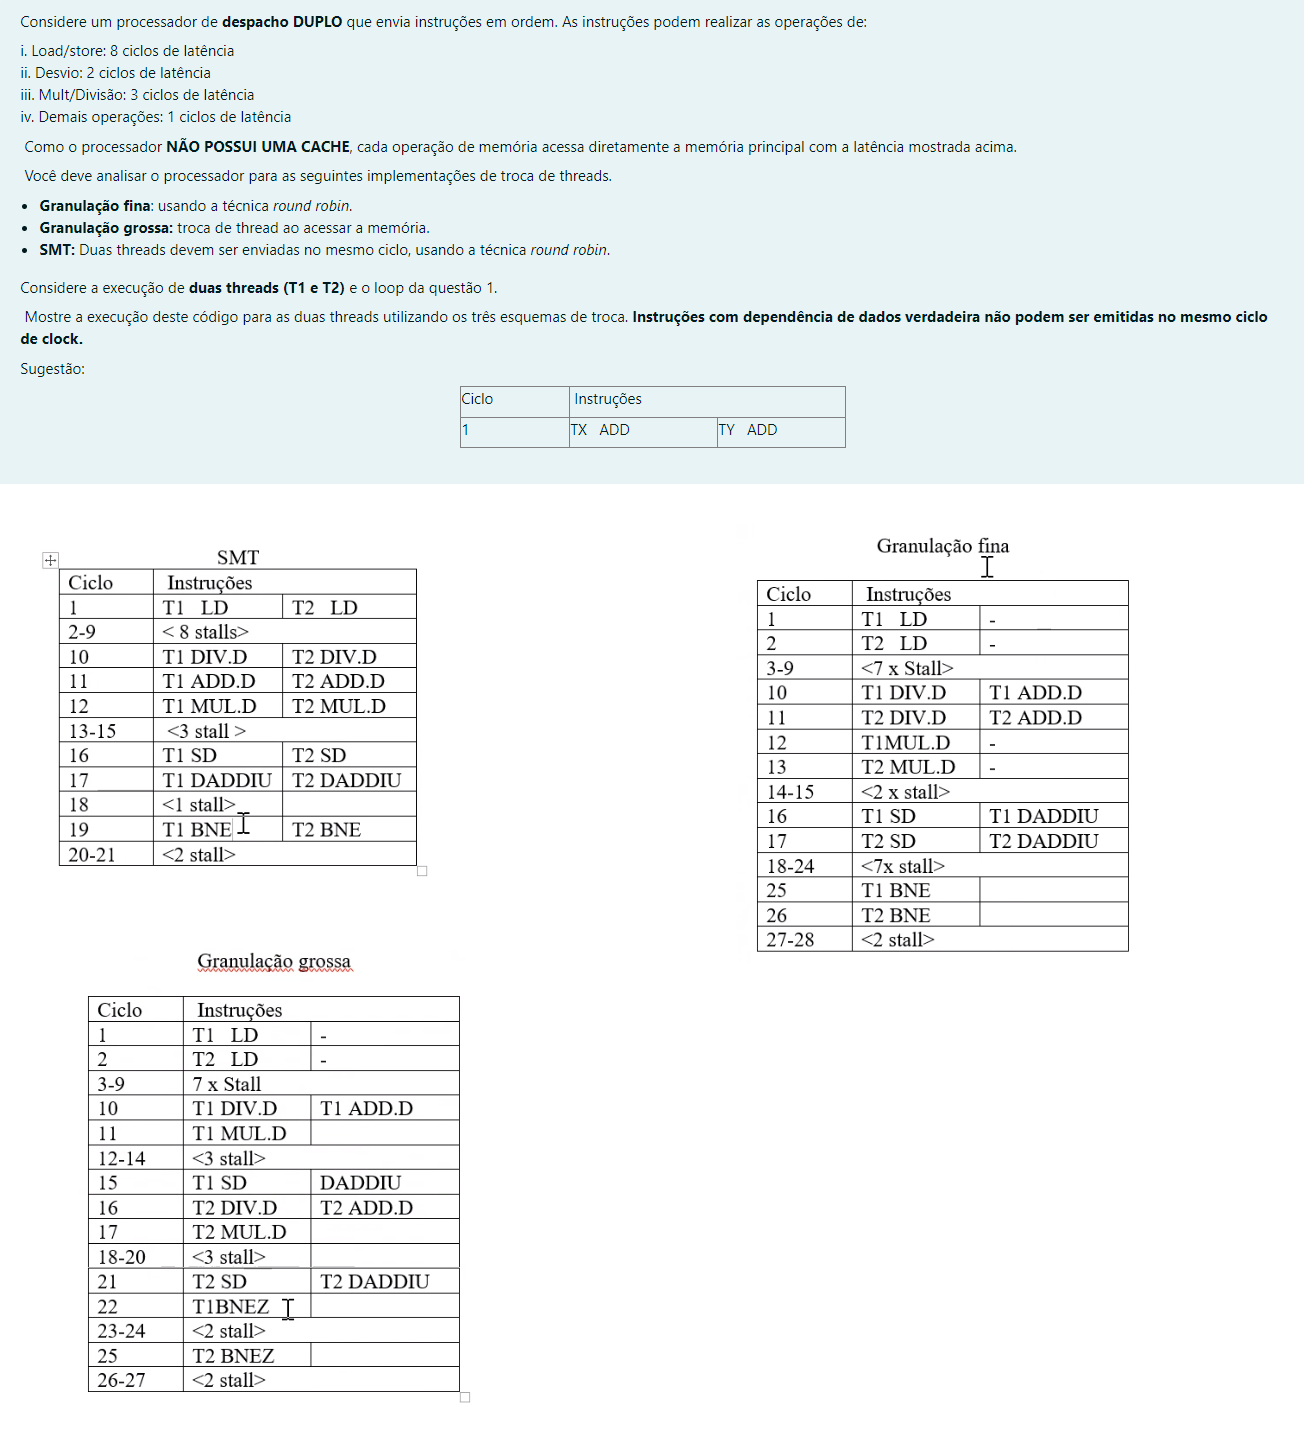 Considere um processador de despacho DUPLO que envia instruções em ordem. As instruções podem realizar as operações de:
i. Load/store: 8 ciclos de latência
ii. Desvio: 2 ciclos de latência
iii. Mult/Divisão: 3 ciclos de latência
iv. Demais operações: 1 ciclos de latência
Como o processador NÃO POSSUI UMA CACHE, cada operação de memória acessa diretamente a memória principal com a latência mostrada acima.
Você deve analisar o processador para as seguintes implementações de troca de threads.
• Granulação fina: usando a técnica round robin.
• Granulação grossa: troca de thread ao acessar a memória.
• SMT: Duas threads devem ser enviadas no mesmo ciclo, usando a técnica round robin.
Considere a execução de duas threads (T1 e T2) e o loop da questão 1.
Mostre a execução deste código para as duas threads utilizando os três esquemas de troca. Instruções com dependência de dados verdadeira não podem ser emitidas no mesmo ciclo
de clock.
Sugestão:
Ciclo Instruções
1 TX ADD TY ADD
SMT
Ciclo Instruções
1 T1 LD T2 LD
2-9 < 8 stalls>
10 T1 DIV.D T2 DIV.D
11 T1 ADD.D T2 ADD.D
12 T1 MUL.D T2 MUL.D
13-15 <3 stall >
16 T1 SD T2 SD
17 T1 DADDIU T2 DADDIU
18 <1 stall>
19 T1 BNE T2 BNE
20-21 <2 stall>
Granulação fina
Ciclo Instruções
1 T1 LD -
2 T2 LD -
3-9 <7 x Stall>
10 T1 DIV.D T1 ADD.D
11 T2 DIV.D T2 ADD.D
12 T1MUL.D -
13 T2 MUL.D -
14-15 <2 x stall>
16 T1 SD T1 DADDIU
17 T2 SD T2 DADDIU
18-24 <7x stall>
25 T1 BNE
26 T2 BNE
27-28 <2 stall>
Granulação grossa
Ciclo Instruções
1 T1 LD -
2 T2 LD -
3-9 7 x Stall
10 T1 DIV.D T1 ADD.D
11 T1 MUL.D
12-14 <3 stall>
15 T1 SD DADDIU
16 T2 DIV.D T2 ADD.D
17 T2 MUL.D
18-20 <3 stall>
21 T2 SD T2 DADDIU
22 T1BNEZ
23-24 <2 stall>
25 T2 BNEZ
26-27 <2 stall>